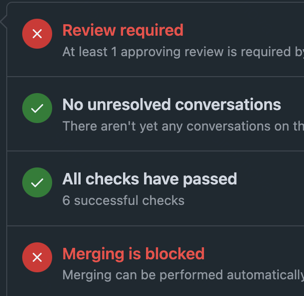 Review required
At least 1 approving review is required by
No unresolved conversations
There aren't yet any conversations on th
All checks have passed
6 successful checks
Merging is blocked
Merging can be performed automatically